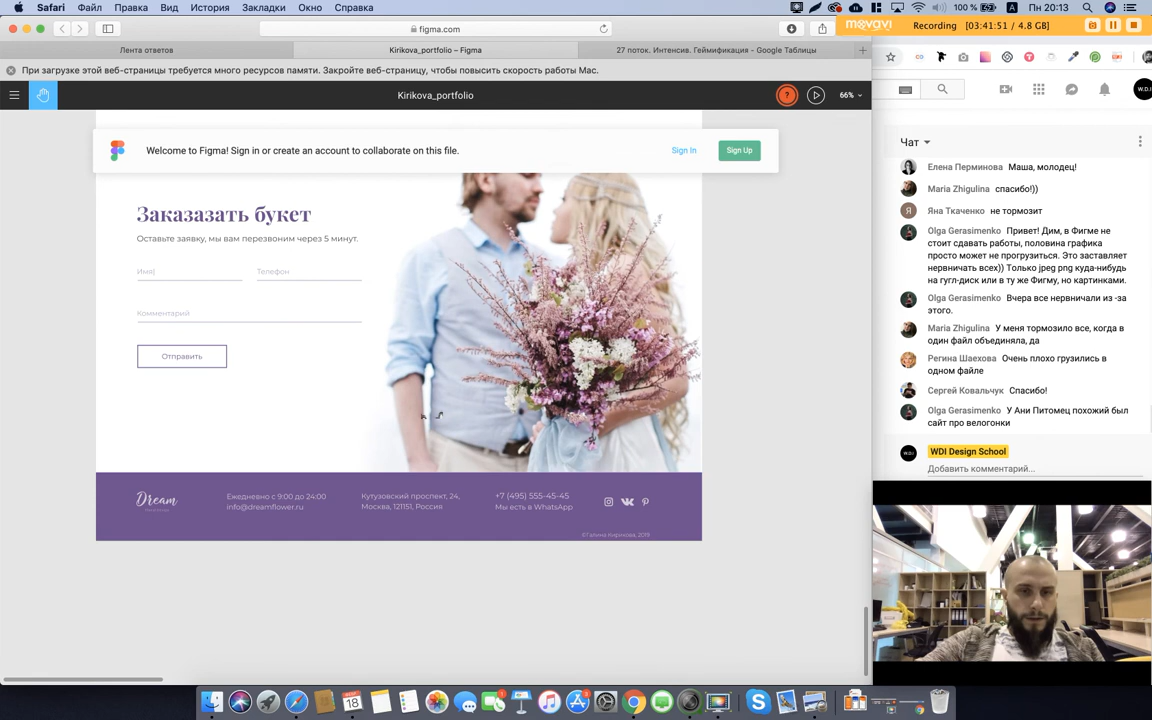 Safari Файл Правка Вид История Закладки Окно Справка
100 % A Пн 20:13
movavi Recording [03:41:51 / 4.8 GB]
figma.com
Лента ответов
Kirikova_portfolio – Figma
27 поток. Интенсив. Геймификация - Google Таблицы
При загрузке этой веб-страницы требуется много ресурсов памяти. Закройте веб-страницу, чтобы повысить скорость работы Mac.
Kirikova_portfolio
?
66%
Welcome to Figma! Sign in or create an account to collaborate on this file.
Sign In
Sign Up
Заказазать букет
Оставьте заявку, мы вам перезвоним через 5 минут.
Имя|
Телефон
Комментарий
Отправить
Dream
Ежедневно с 9:00 до 24:00
info@dreamflower.ru
Кутузовский проспект, 24,
Москва, 121151, Россия
+7 (495) 555-45-45
Мы есть в WhatsApp
©Галина Кирикова, 2019
W.D.I
Чат
Елена Перминова Маша, молодец!
Maria Zhigulina спасибо!))
Я
Яна Ткаченко не тормозит
Olga Gerasimenko Привет! Дим, в Фигме не
стоит сдавать работы, половина графика
просто может не прогрузиться. Это заставляет
нервничать всех)) Только jpeg png куда-нибудь
на гугл-диск или в ту же Фигму, но картинками.
Olga Gerasimenko Вчера все нервничали из -за
этого.
Maria Zhigulina У меня тормозило все, когда в
один файл объединяла, да
Регина Шаехова Очень плохо грузились в
одном файле
Сергей Ковальчук Спасибо!
Olga Gerasimenko У Ани Питомец похожий был
сайт про велогонки
WDI Design School
Добавить комментарий...
18